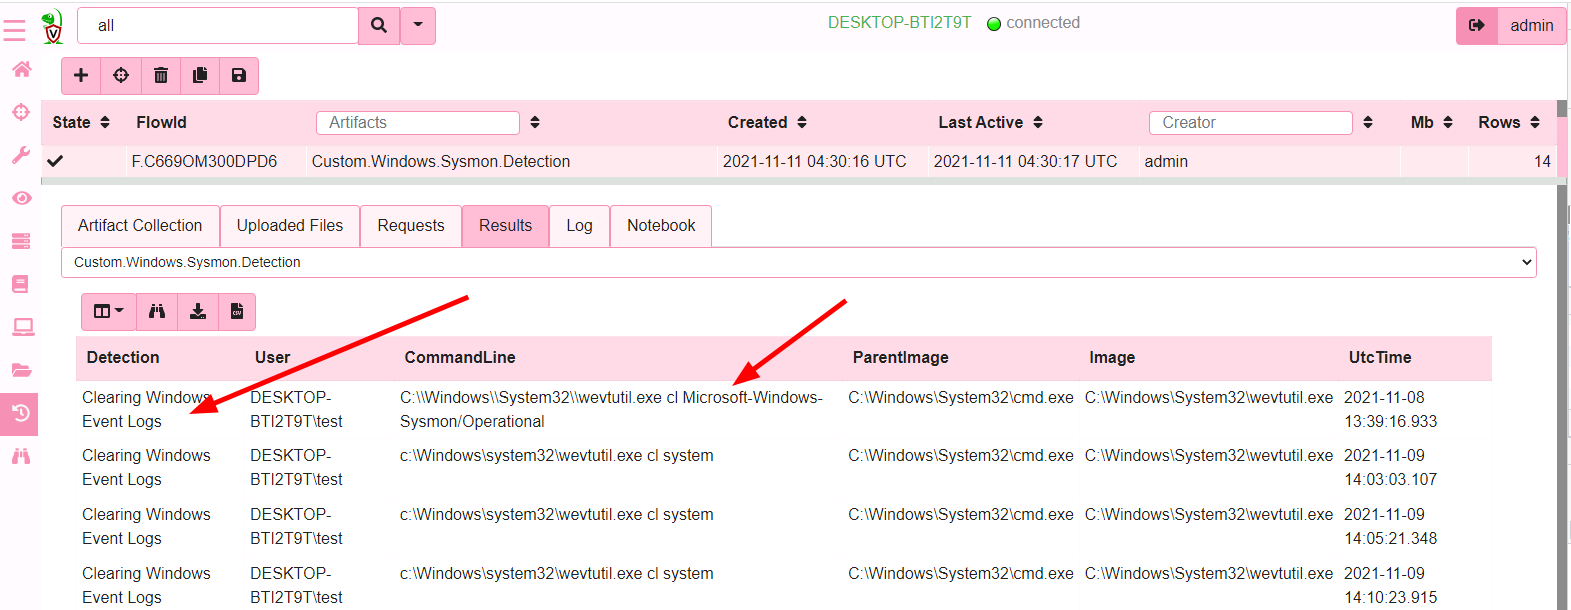 all
DESKTOP-BTI2T9T connected
admin
State FlowId Artifacts Created Last Active Creator Mb Rows
F.C669OM300DPD6 Custom.Windows.Sysmon.Detection 2021-11-11 04:30:16 UTC 2021-11-11 04:30:17 UTC admin 14
Artifact Collection Uploaded Files Requests Results Log Notebook
Custom.Windows.Sysmon.Detection
CSV
Detection User CommandLine ParentImage Image UtcTime
Clearing Windows DESKTOP- C:\\Windows\\System32\\wevtutil.exe cl Microsoft-Windows- C:\Windows\System32\cmd.exe C:\Windows\System32\wevtutil.exe 2021-11-08
Event Logs BTI2T9T\test Sysmon/Operational 13:39:16.933
Clearing Windows DESKTOP- c:\Windows\system32\wevtutil.exe cl system C:\Windows\System32\cmd.exe C:\Windows\System32\wevtutil.exe 2021-11-09
Event Logs BTI2T9T\test 14:03:03.107
Clearing Windows DESKTOP- c:\Windows\system32\wevtutil.exe cl system C:\Windows\System32\cmd.exe C:\Windows\System32\wevtutil.exe 2021-11-09
Event Logs BTI2T9T\test 14:05:21.348
Clearing Windows DESKTOP- c:\Windows\system32\wevtutil.exe cl system C:\Windows\System32\cmd.exe C:\Windows\System32\wevtutil.exe 2021-11-09
Event Logs BTI2T9T\test 14:10:23.915